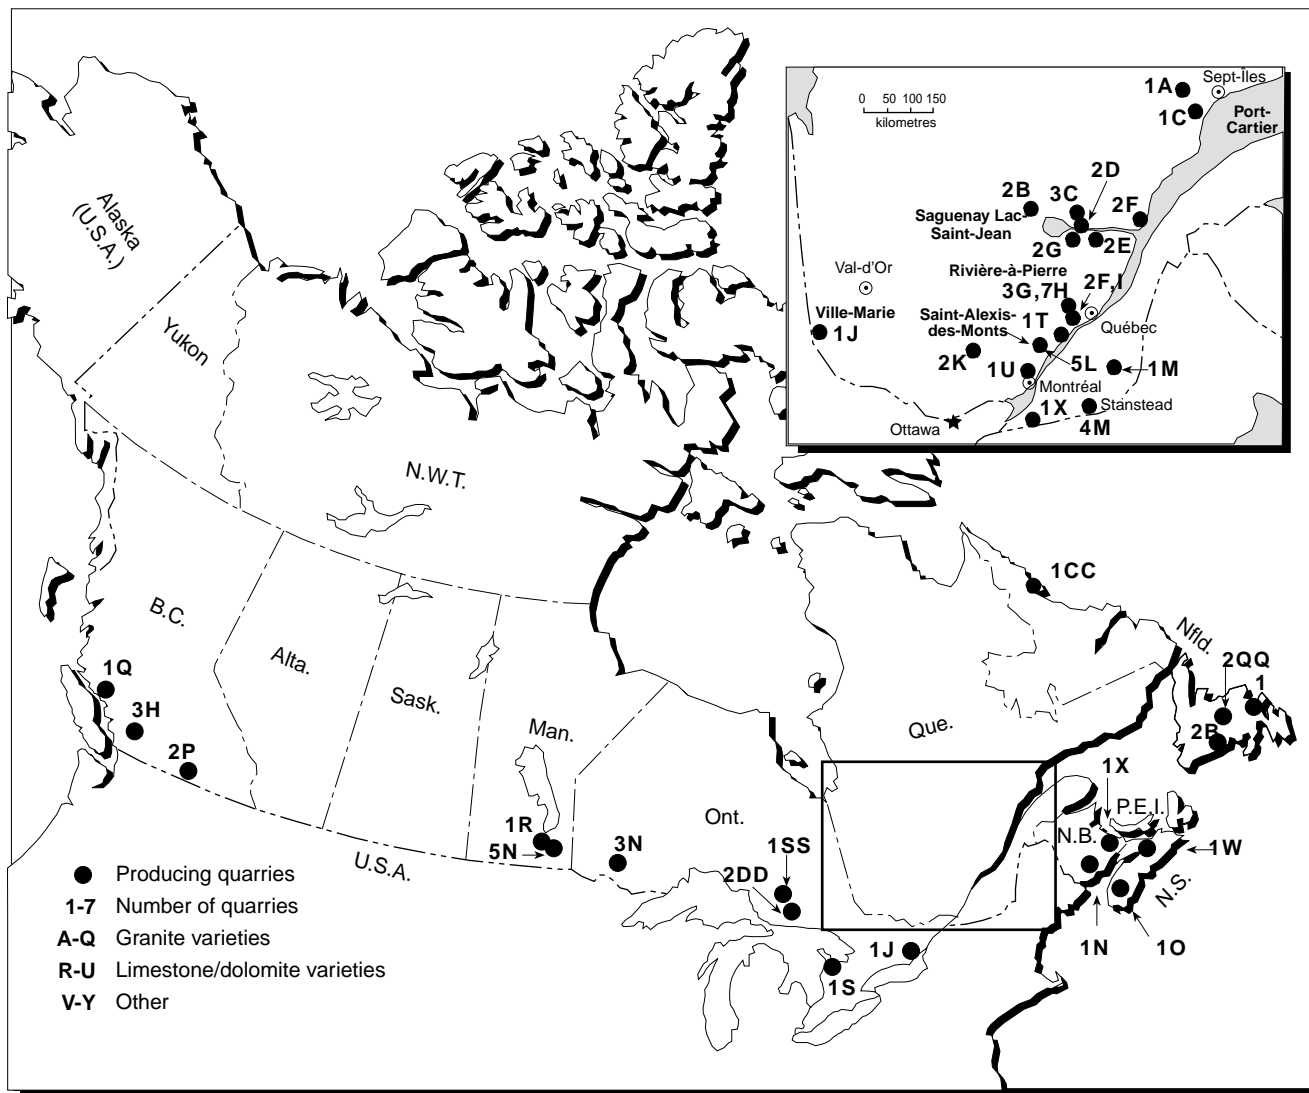 Alaska
(U.S.A.)
Yukon
N.W.T.
B.C.
Alta.
Sask.
Man.
Ont.
Que.
Nfld.
P.E.I.
N.B.
N.S.
U.S.A.
1Q
3H
2P
1R
5N
3N
1SS
2DD
1S
1J
1CC
2QQ
1
2B
1X
1W
1N
1O
0 50 100 150
kilometres
1A
Sept-Îles
1C
Port-
Cartier
2D
2B
3C
2F
Saguenay Lac-
Saint-Jean
2G
2E
Val-d'Or
Rivière-à-Pierre
3G,7H
2F,I
Ville-Marie
1J
Saint-Alexis-
des-Monts
1T
Québec
2K
1U
5L
1M
Montréal
1X
Stanstead
4M
Ottawa
Producing quarries
1-7 Number of quarries
A-Q Granite varieties
R-U Limestone/dolomite varieties
V-Y Other